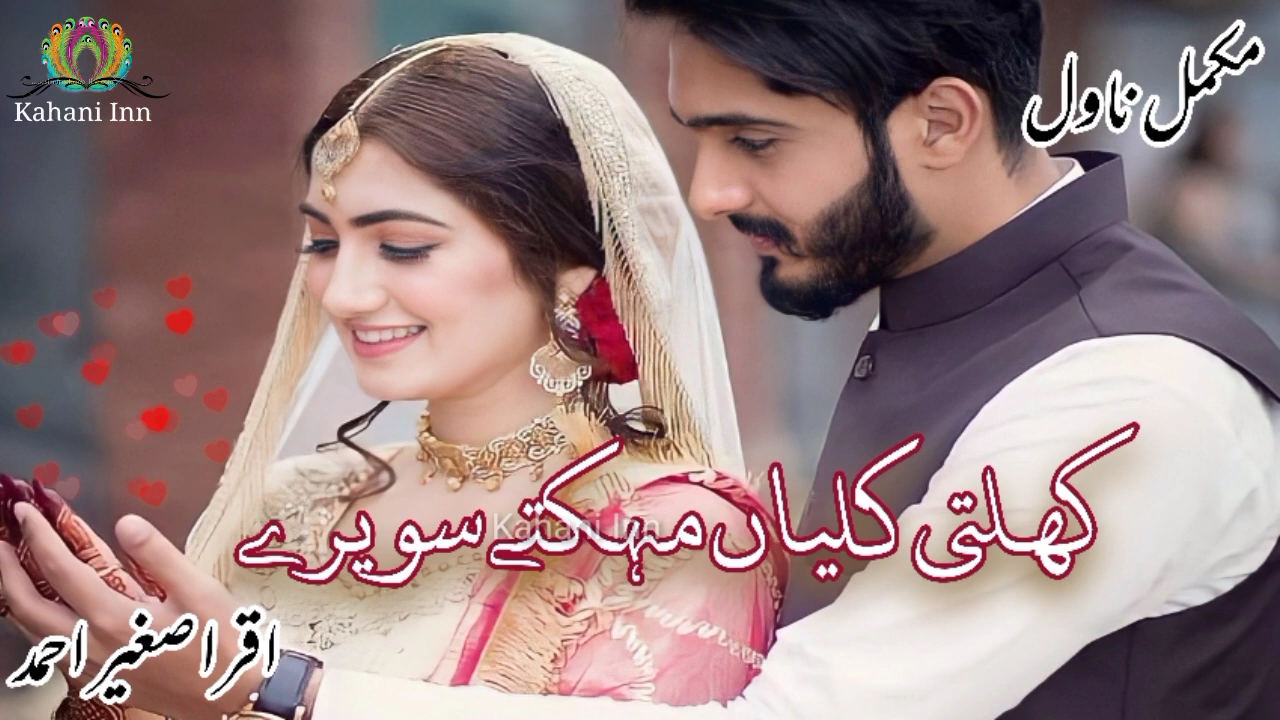 Kahani Inn
مکمل ناول
کھلتی کلیاں مہکتے سویرے
Kahani Inn
اقرا صغیر احمد